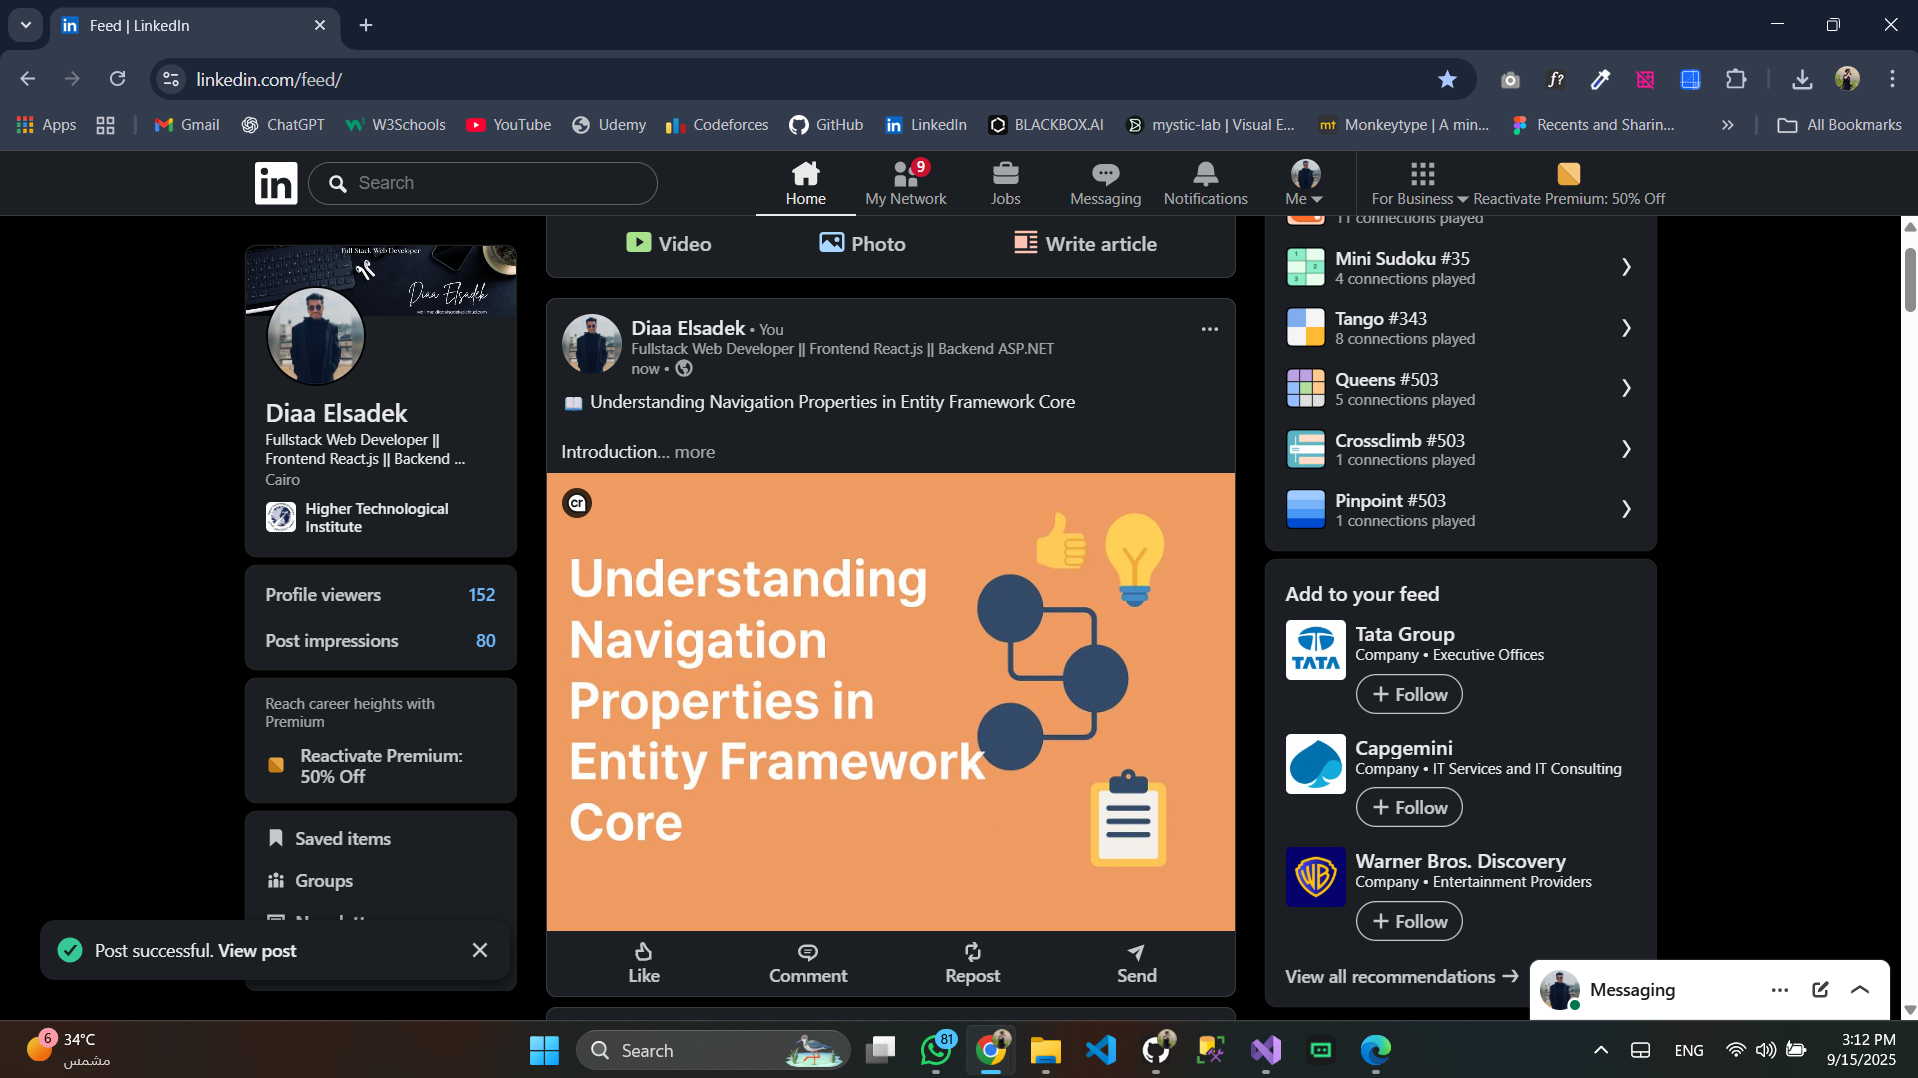 Feed | LinkedIn
linkedin.com/feed/
Apps
Gmail
ChatGPT
W3Schools
YouTube
Udemy
Codeforces
GitHub
LinkedIn
BLACKBOX.AI
mystic-lab | Visual E...
Monkeytype | A min...
Recents and Sharin...
All Bookmarks
in
Search
Home
9
My Network
Jobs
Messaging
Notifications
Me
For Business
Reactivate Premium: 50% Off
Full Stack Web Developer
Diaa Elsadek
Diaa Elsadek
Fullstack Web Developer ||
Frontend React.js || Backend ...
Cairo
Higher Technological
Institute
Profile viewers 152
Post impressions 80
Reach career heights with
Premium
Reactivate Premium:
50% Off
Saved items
Groups
Post successful. View post
Video
Photo
Write article
Diaa Elsadek • You
Fullstack Web Developer || Frontend React.js || Backend ASP.NET
now •
Understanding Navigation Properties in Entity Framework Core
Introduction... more
cr
Understanding
Navigation
Properties in
Entity Framework
Core
Like
Comment
Repost
Send
11 connections played
Mini Sudoku #35
4 connections played
Tango #343
8 connections played
Queens #503
5 connections played
Crossclimb #503
1 connections played
Pinpoint #503
1 connections played
Add to your feed
TATA
Tata Group
Company • Executive Offices
+ Follow
Capgemini
Company • IT Services and IT Consulting
+ Follow
Warner Bros. Discovery
Company • Entertainment Providers
+ Follow
View all recommendations →
Messaging
6
34°C
مشمس
Search
81
ENG
3:12 PM
9/15/2025